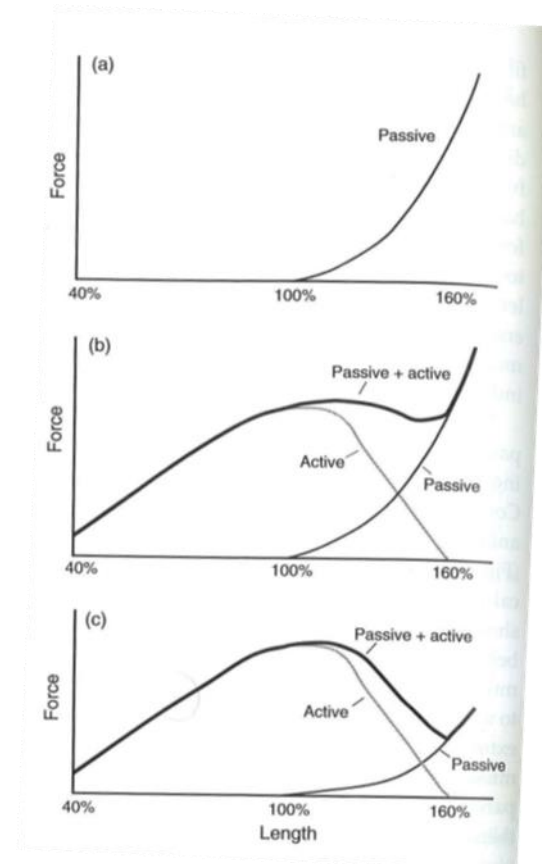 (a)
Passive
Force
40% 100% 160%
(b)
Passive + active
Force
Active
Passive
40% 100% 160%
(c)
Passive + active
Force
Active
Passive
40% 100% 160%
Length